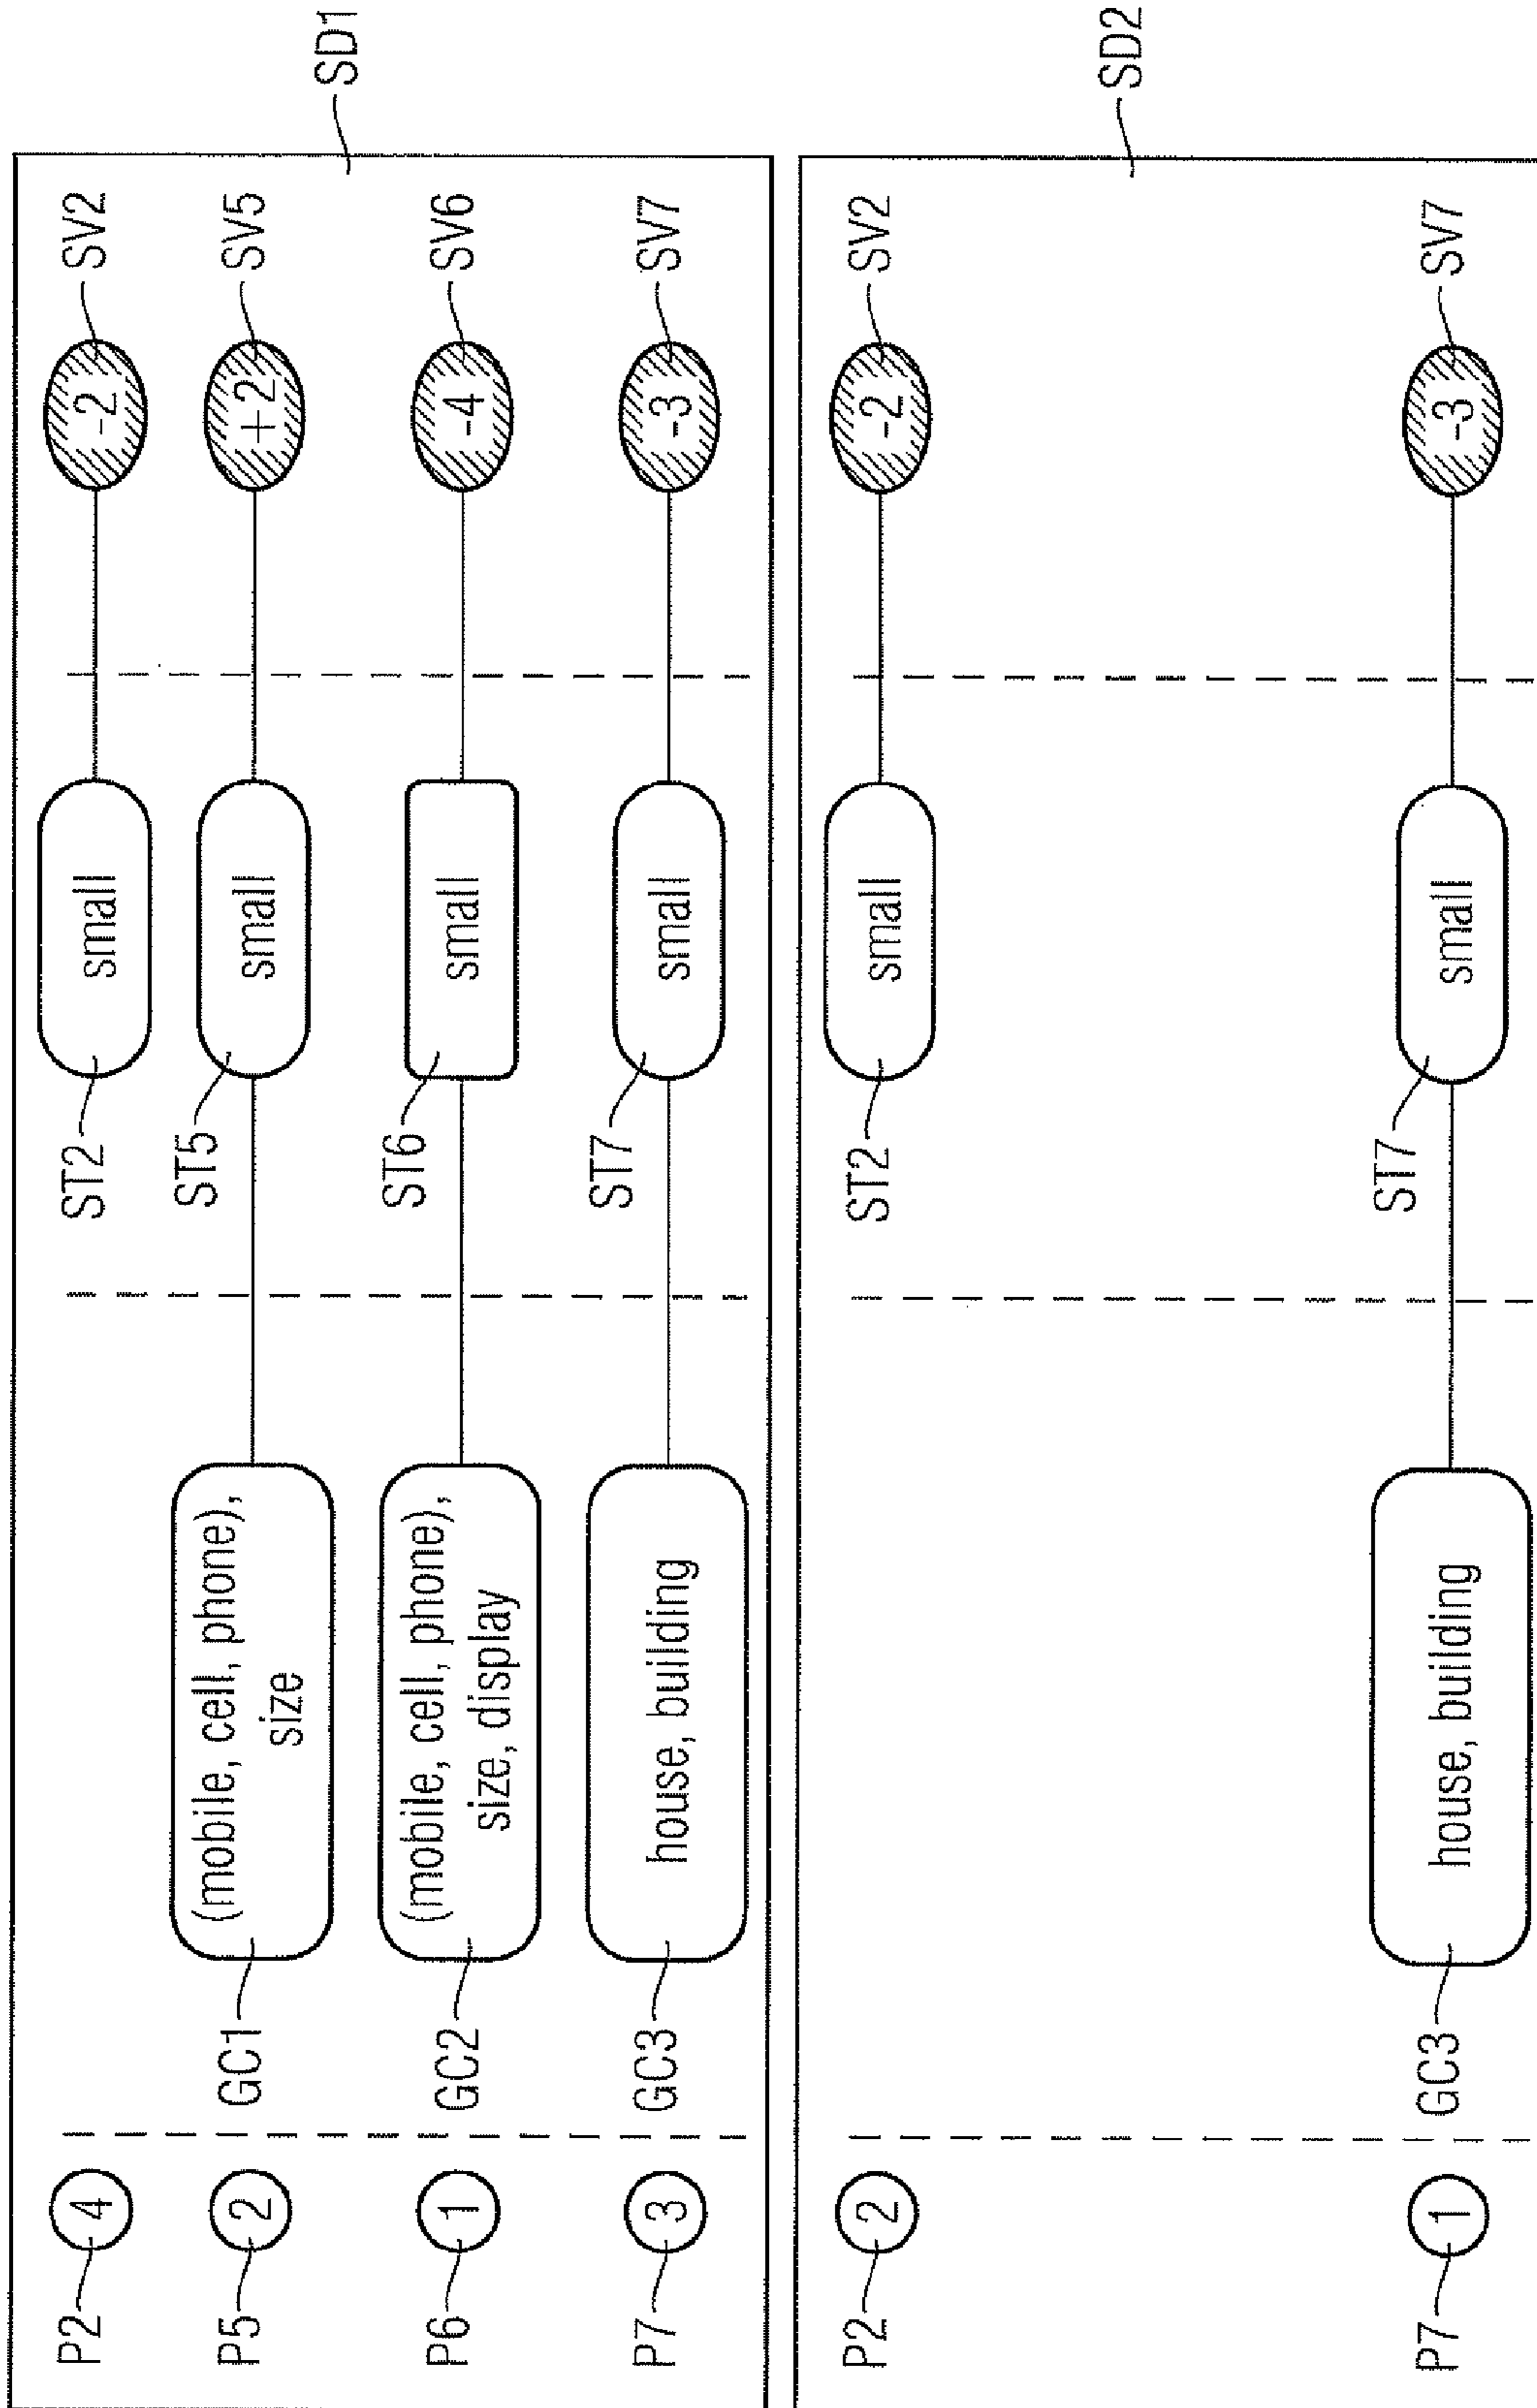 P2
4
ST2
small
-2
SV2
P5
2
GC1
(mobile, cell, phone),
size
ST5
small
+2
SV5
P6
1
GC2
(mobile, cell, phone),
size, display
ST6
small
-4
SV6
P7
3
GC3
house, building
ST7
small
-3
SV7
SD1
P2
2
ST2
small
-2
SV2
P7
1
GC3
house, building
ST7
small
-3
SV7
SD2